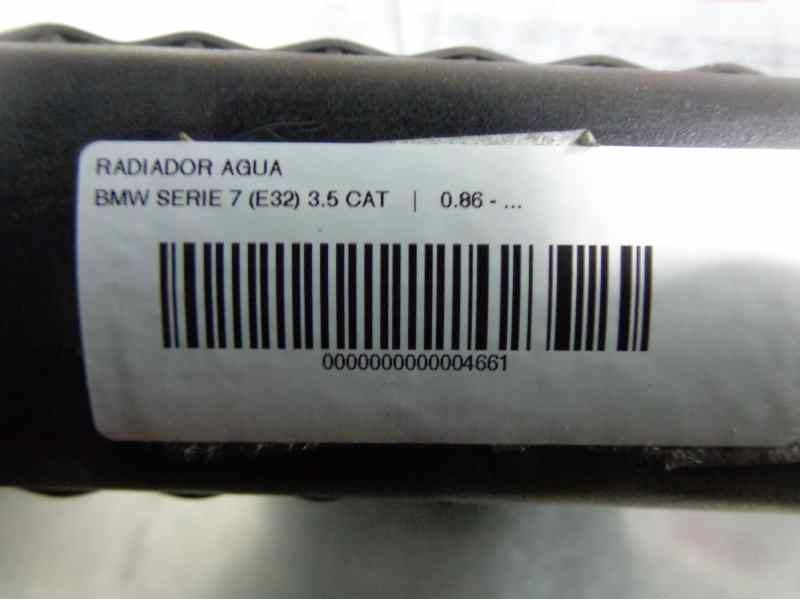 RADIADOR AGUA
BMW SERIE 7 (E32) 3.5 CAT | 0.86 - ...
0000000000004661